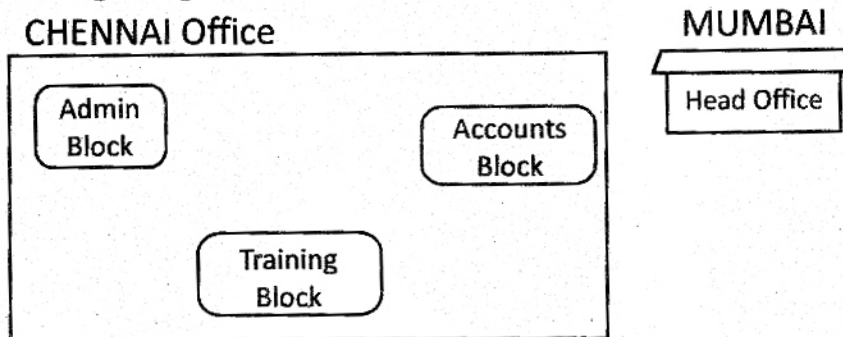 CHENNAI Office
MUMBAI
Admin
Block
Accounts
Block
Head Office
Training
Block